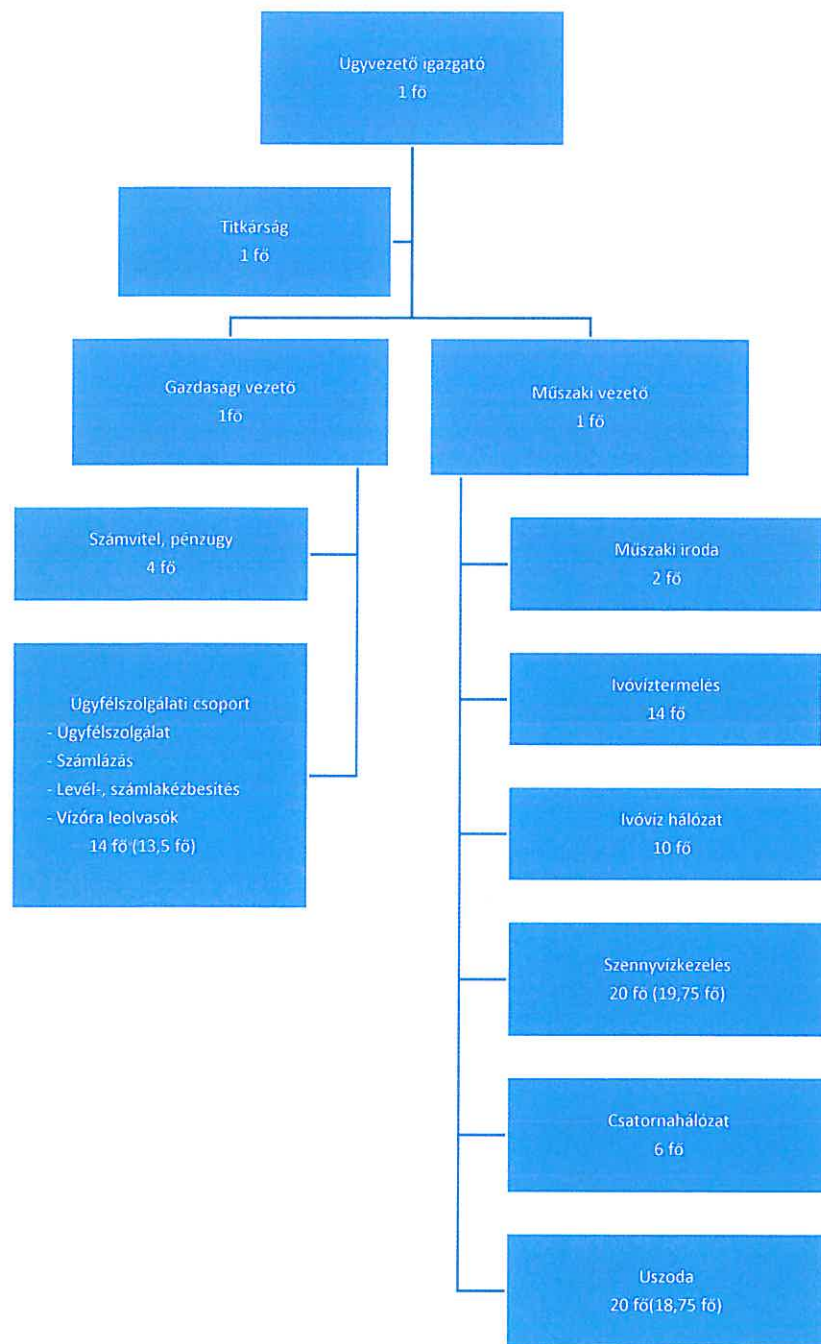 Ügyvezető igazgató
1 fő
Titkárság
1 fő
Gazdasági vezető
1fő
Műszaki vezető
1 fő
Számvitel, pénzügy
4 fő
Ügyfélszolgálati csoport
- Ügyfélszolgálat
- Számlázás
- Levél-, számlakézbesítés
- Vízóra leolvasók
14 fő (13,5 fő)
Műszaki iroda
2 fő
Ivóvíztermelés
14 fő
Ivóvíz hálózat
10 fő
Szennyvízkezelés
20 fő (19,75 fő)
Csatornahálózat
6 fő
Uszoda
20 fő(18,75 fő)